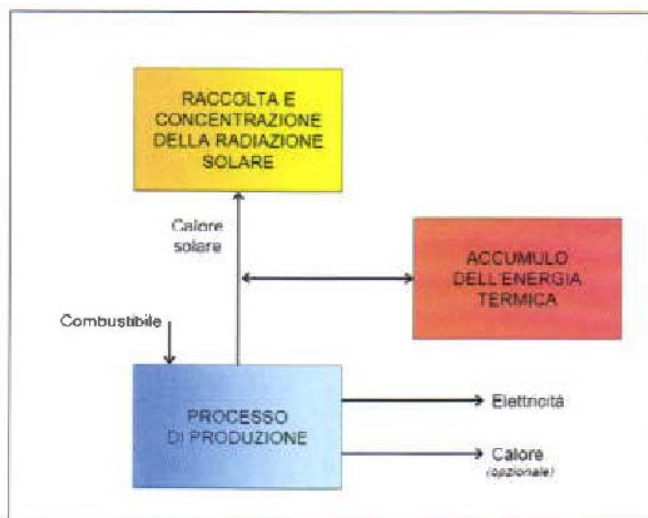 RACCOLTA E
CONCENTRAZIONE
DELLA RADIAZIONE
SOLARE
Calore
solare
ACCUMULO
DELL'ENERGIA
TERMICA
Combustibile
PROCESSO
DI PRODUZIONE
Elettricità
Calore
(opzionale)